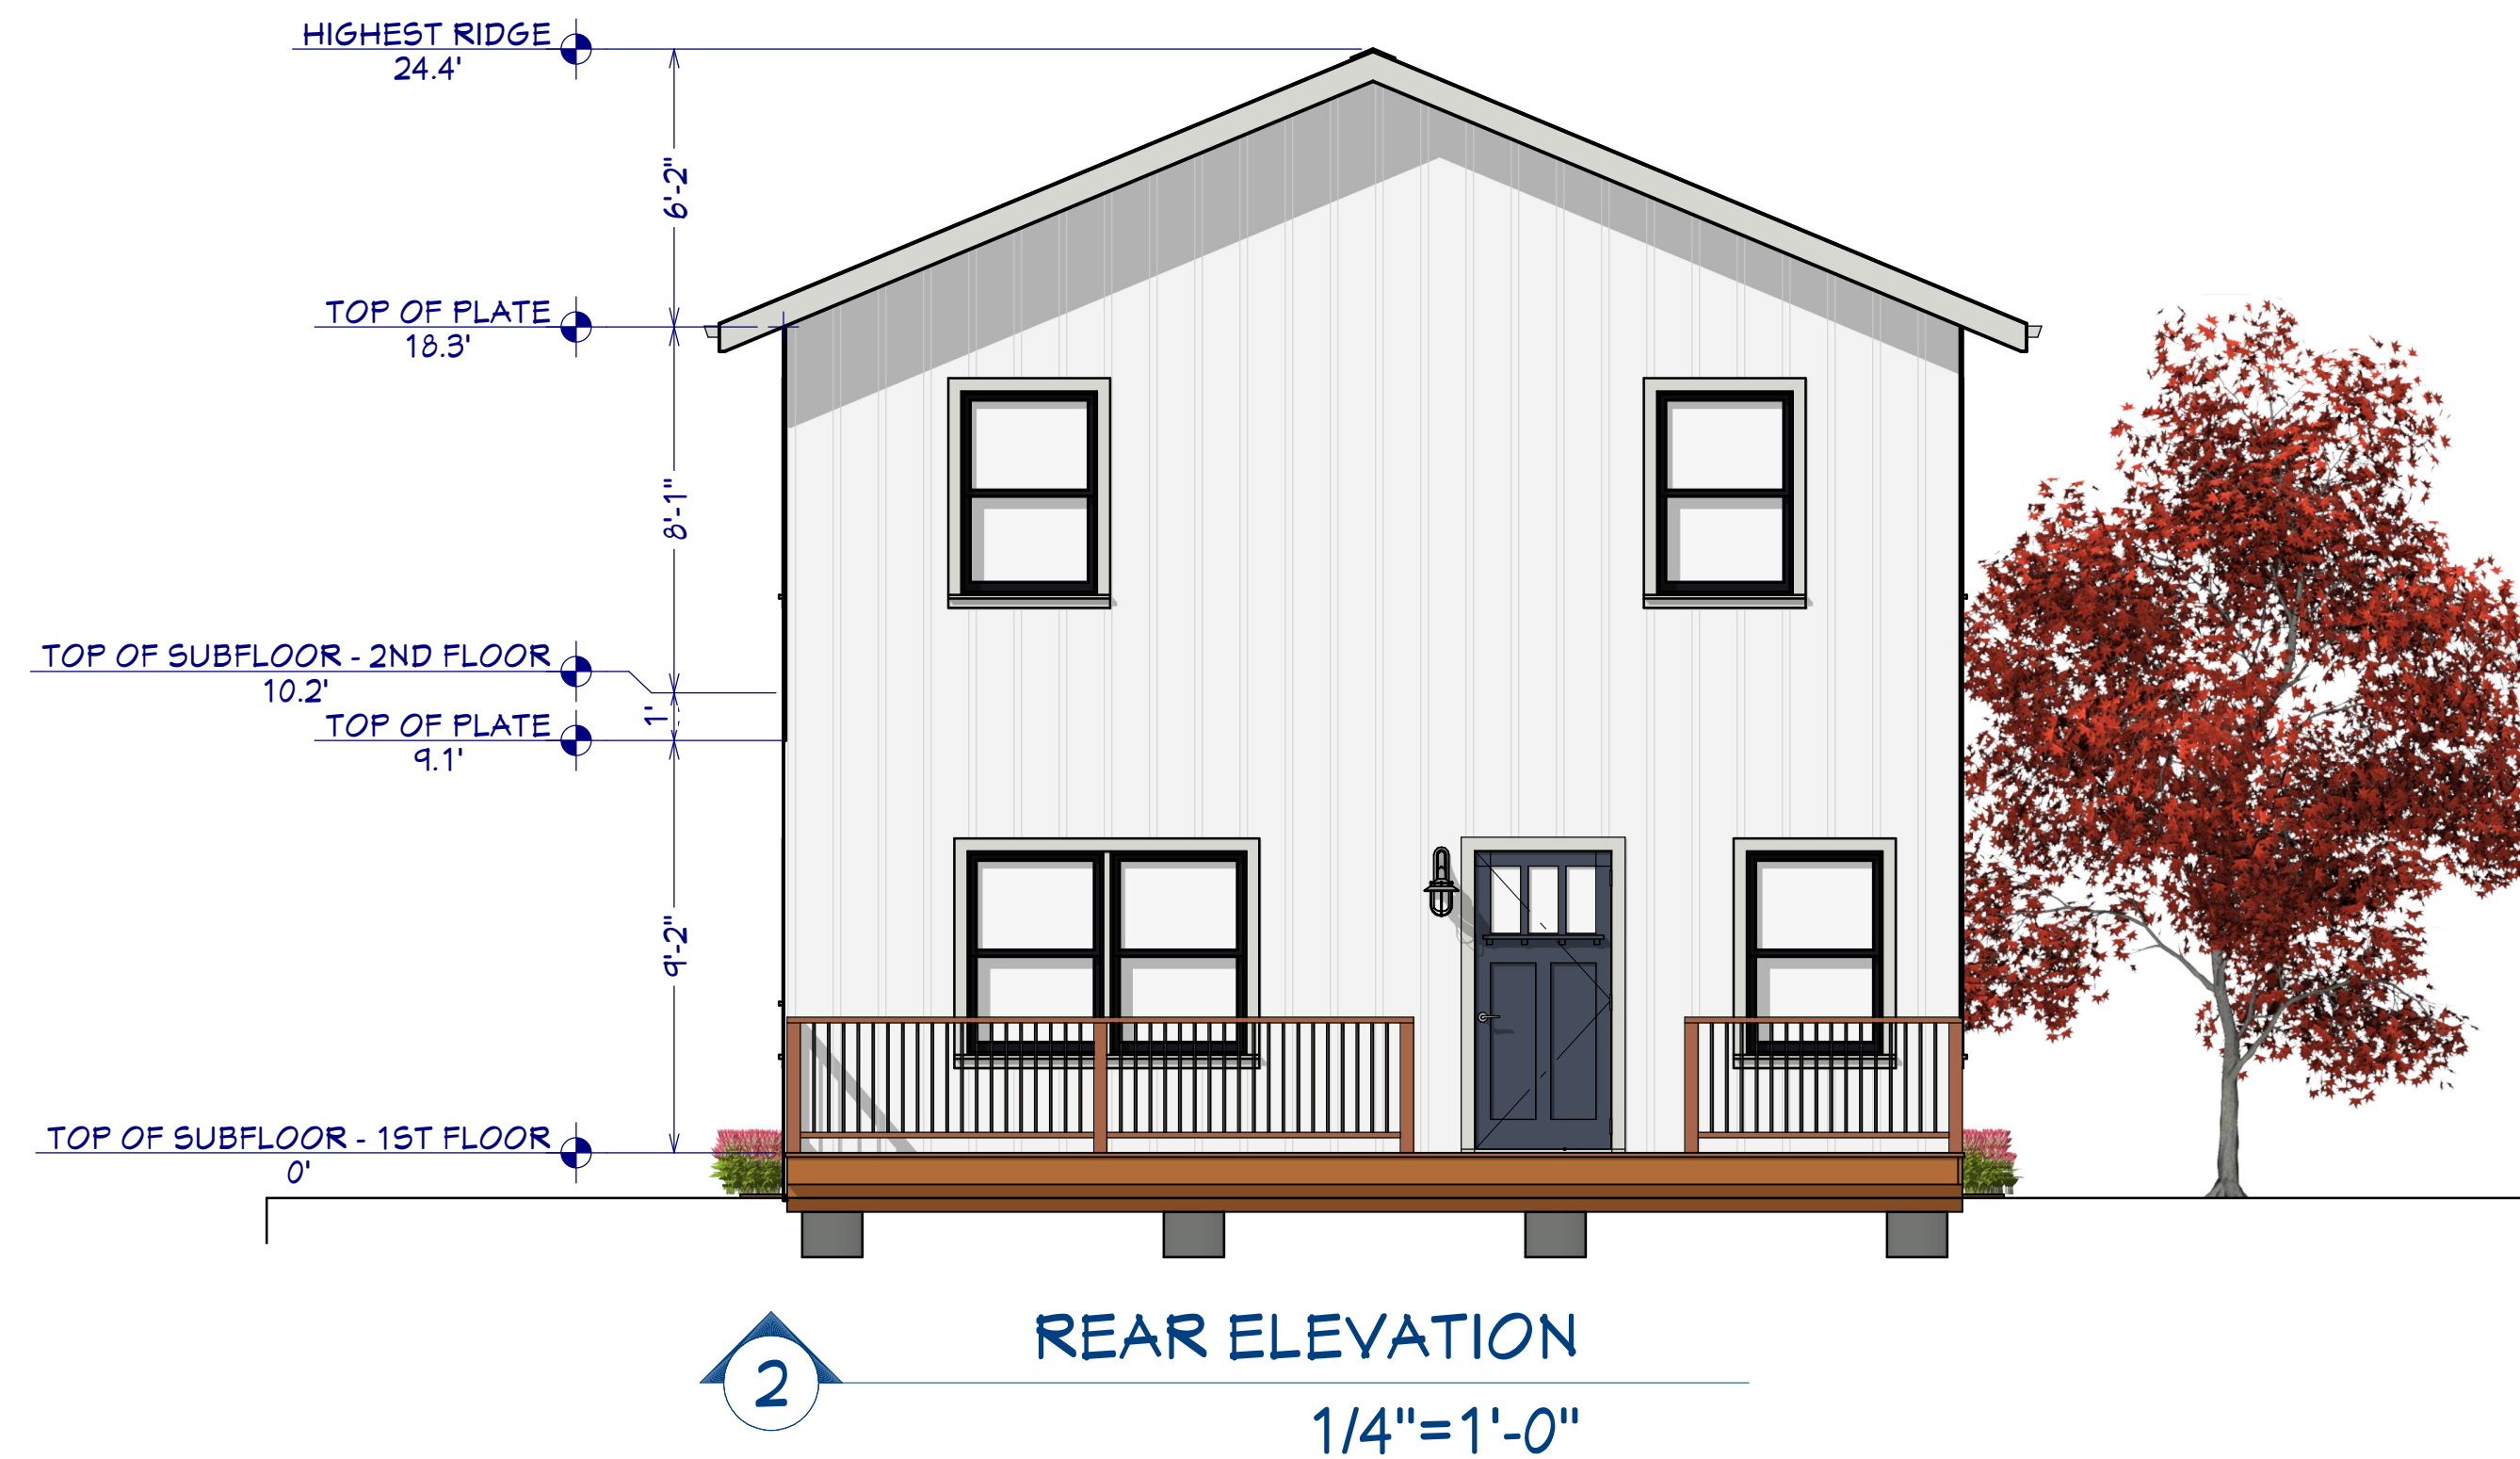 HIGHEST RIDGE
24.4'
6'-2"
TOP OF PLATE
18.3'
8'-1"
TOP OF SUBFLOOR - 2ND FLOOR
10.2'
1'
TOP OF PLATE
9.1'
9'-2"
TOP OF SUBFLOOR - 1ST FLOOR
0'
REAR ELEVATION
2
1/4"=1'-0"